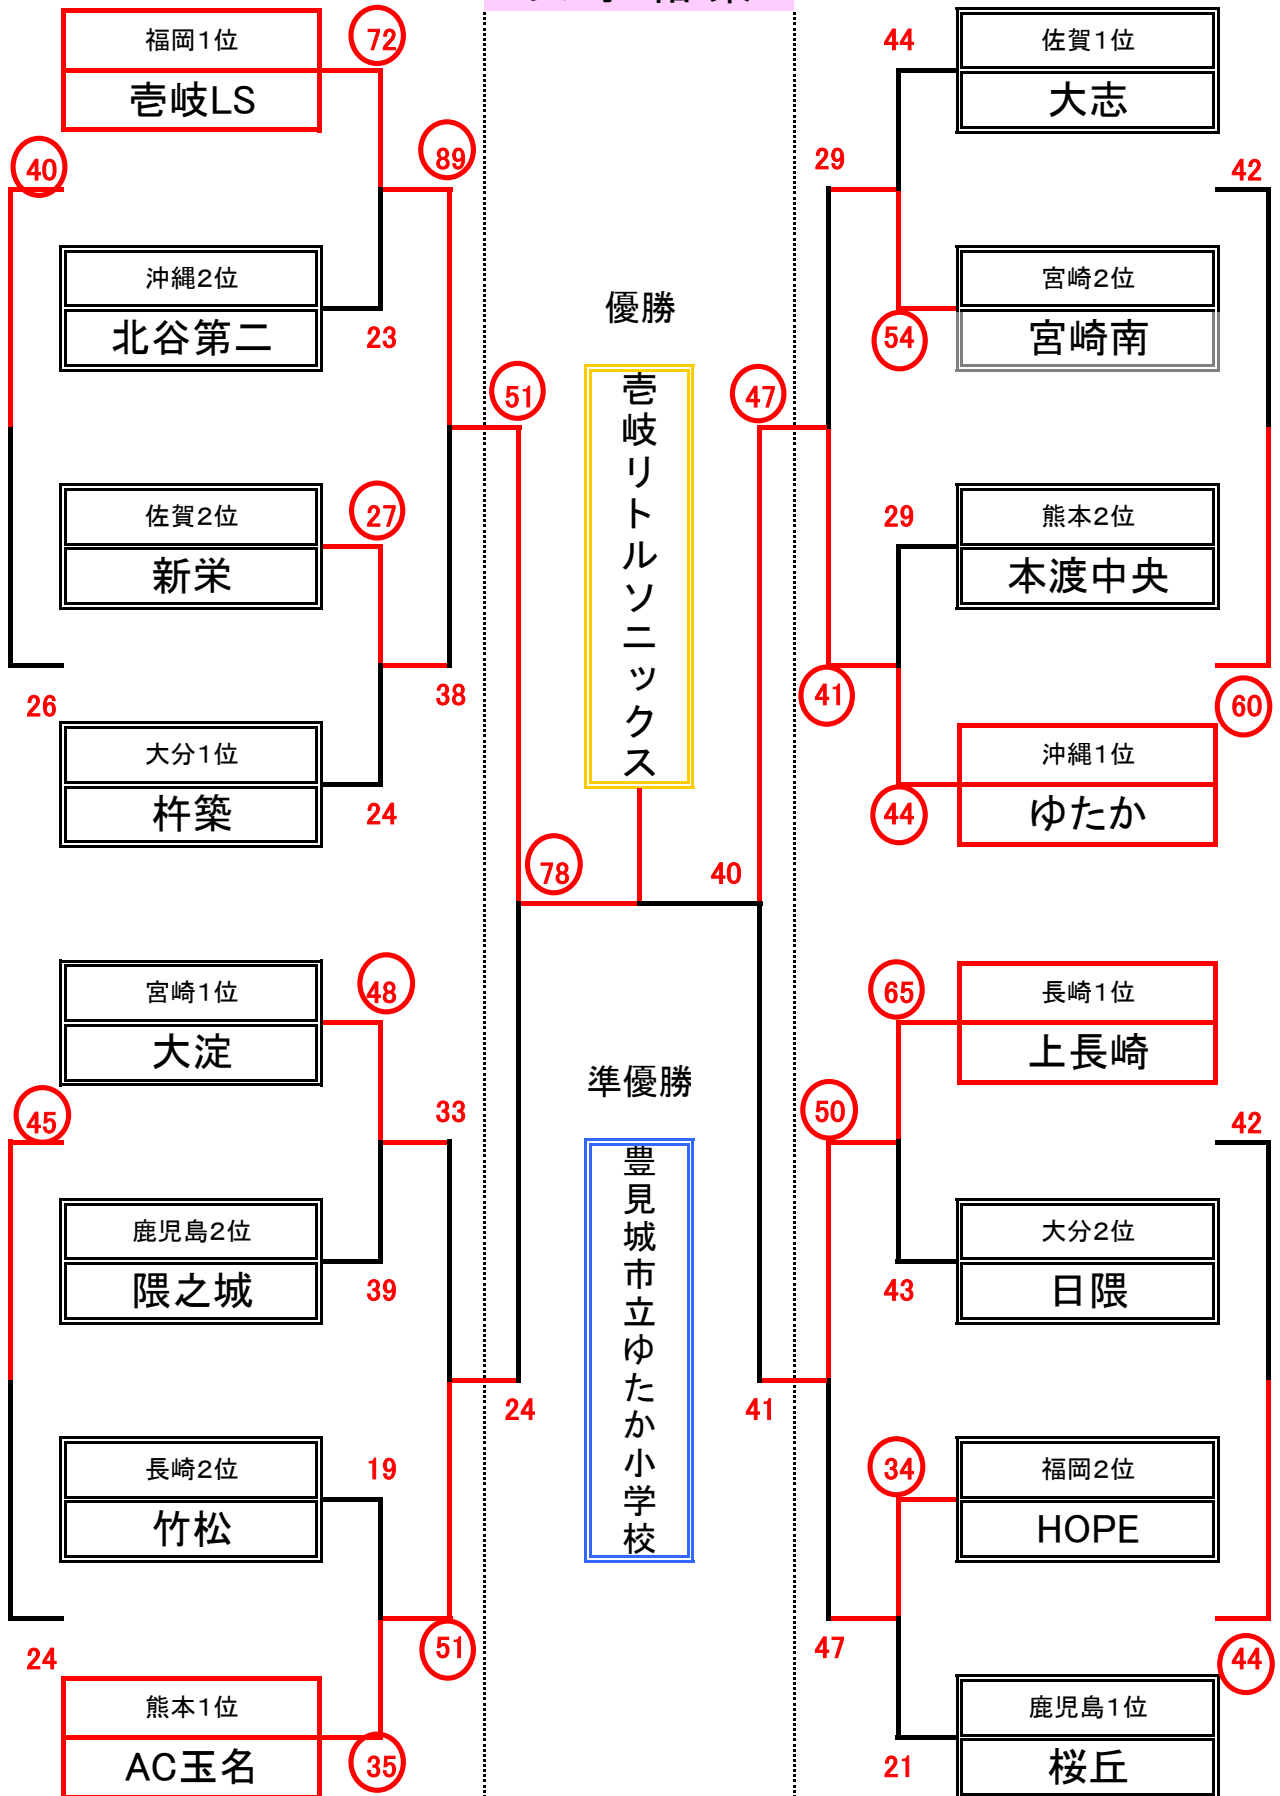 福岡1位
72
44
佐賀1位
壱岐LS
大志
40
89
29
42
沖縄2位
宮崎2位
北谷第二
23
優勝
54
宮崎南
51
壱岐リトルソニックス
47
佐賀2位
27
29
熊本2位
新栄
本渡中央
26
38
41
60
大分1位
沖縄1位
杵築
24
44
ゆたか
78
40
宮崎1位
48
65
長崎1位
大淀
上長崎
準優勝
45
33
50
42
豊見城市立ゆたか小学校
鹿児島2位
大分2位
隈之城
39
43
日隈
24
41
長崎2位
19
34
福岡2位
竹松
HOPE
24
51
47
44
熊本1位
鹿児島1位
AC玉名
35
21
桜丘